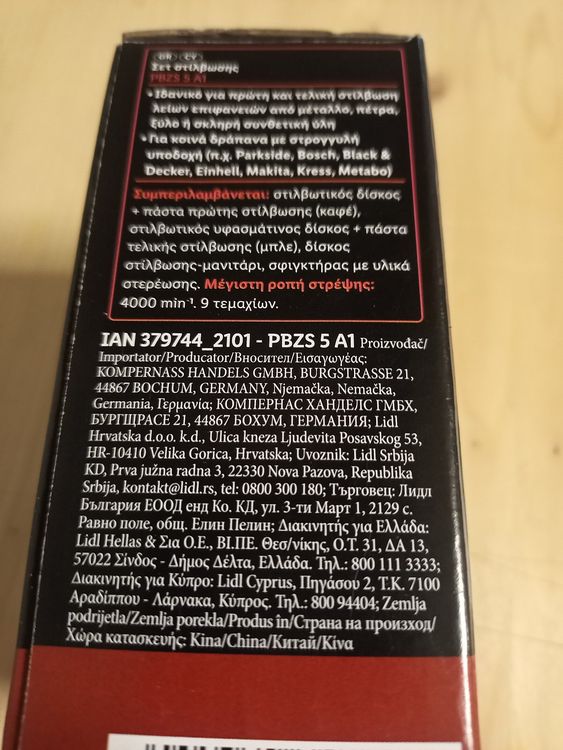 GR CY
Σετ στίλβωσης
PBZS 5 A1
• Ιδανικό για πρώτη και τελική στίλβωση
λείων επιφανειών από μέταλλο, πέτρα,
ξύλο ή σκληρή συνθετική ύλη
• Για κοινά δράπανα με στρογγυλή
υποδοχή (π.χ. Parkside, Bosch, Black &
Decker, Einhell, Makita, Kress, Metabo)
Συμπεριλαμβάνεται: στιλβωτικός δίσκος
+ πάστα πρώτης στίλβωσης (καφέ),
στιλβωτικός υφασμάτινος δίσκος + πάστα
τελικής στίλβωσης (μπλε), δίσκος
στίλβωσης-μανιτάρι, σφιγκτήρας με υλικά
στερέωσης. Μέγιστη ροπή στρέψης:
4000 min⁻¹. 9 τεμαχίων.
IAN 379744_2101 - PBZS 5 A1 Proizvođač/
Importator/Producator/Вносител/Εισαγωγέας:
KOMPERNASS HANDELS GMBH, BURGSTRASSE 21,
44867 BOCHUM, GERMANY, Njemačka, Nemačka,
Germania, Γερμανία; КОМПЕРНАС ХАНДЕЛС ГМБХ,
БУРГЩРАСЕ 21, 44867 БОХУМ, ГЕРМАНИЯ; Lidl
Hrvatska d.o.o. k.d., Ulica kneza Ljudevita Posavskog 53,
HR-10410 Velika Gorica, Hrvatska; Uvoznik: Lidl Srbija
KD, Prva južna radna 3, 22330 Nova Pazova, Republika
Srbija, kontakt@lidl.rs, tel: 0800 300 180; Търговец: Лидл
България ЕООД енд Ко. КД, ул. 3-ти Март 1, 2129 с.
Равно поле, общ. Елин Пелин; Διακινητής για Ελλάδα:
Lidl Hellas & Σια Ο.Ε., ΒΙ.ΠΕ. Θεσ/νίκης, Ο.Τ. 31, ΔΑ 13,
57022 Σίνδος - Δήμος Δέλτα, Ελλάδα. Τηλ.: 800 111 3333;
Διακινητής για Κύπρο: Lidl Cyprus, Πηγάσου 2, Τ.Κ. 7100
Αραδίππου - Λάρνακα, Κύπρος. Τηλ.: 800 94404; Zemlja
podrijetla/Zemlja porekla/Produs în/Страна на произход/
Χώρα κατασκευής: Kina/China/Китай/Κίνα